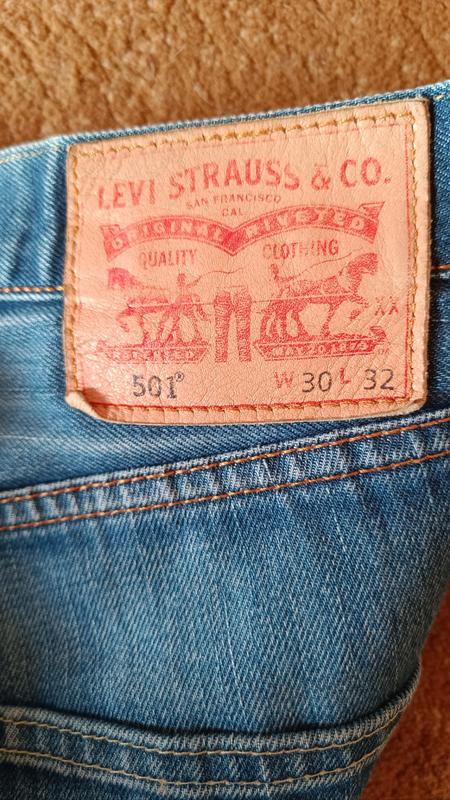 LEVI STRAUSS & CO.
SAN FRANCISCO
CAL
ORIGINAL RIVETED
QUALITY CLOTHING
XX
501® W 30 L 32